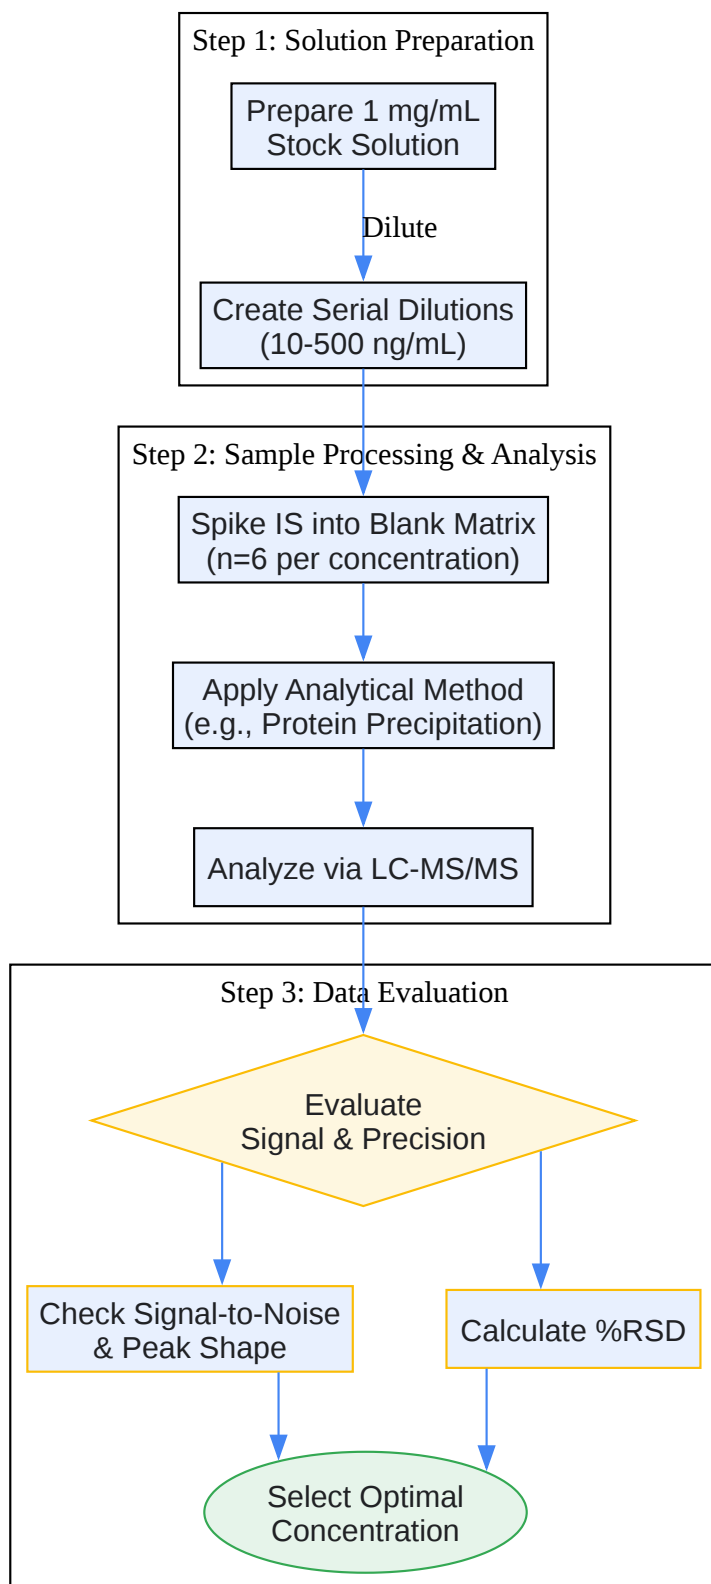 Step 1: Solution Preparation
Prepare 1 mg/mL
Stock Solution
Dilute
Create Serial Dilutions
(10-500 ng/mL)
Step 2: Sample Processing & Analysis
Spike IS into Blank Matrix
(n=6 per concentration)
Apply Analytical Method
(e.g., Protein Precipitation)
Analyze via LC-MS/MS
Step 3: Data Evaluation
Evaluate
Signal & Precision
Check Signal-to-Noise
& Peak Shape
Calculate %RSD
Select Optimal
Concentration